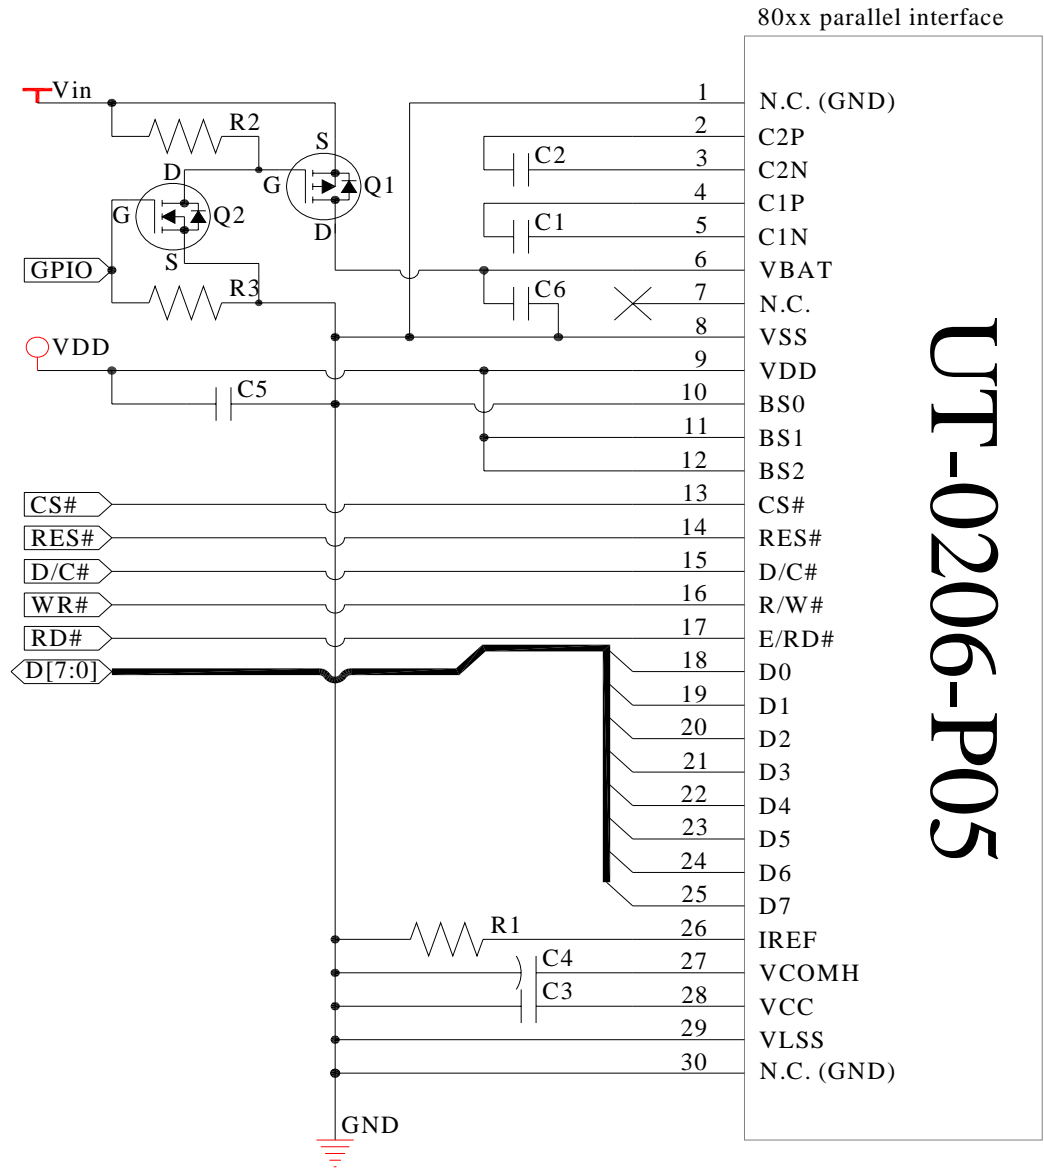 80xx parallel interface
Vin
R2
S
G
Q1
D
D
G
Q2
S
GPIO
R3
VDD
C5
C2
C1
C6
1 N.C. (GND)
2 C2P
3 C2N
4 C1P
5 C1N
6 VBAT
7 N.C.
8 VSS
9 VDD
10 BS0
11 BS1
12 BS2
CS# 13 CS#
RES# 14 RES#
D/C# 15 D/C#
WR# 16 R/W#
RD# 17 E/RD#
D[7:0] 18 D0
19 D1
20 D2
21 D3
22 D4
23 D5
24 D6
25 D7
R1 26 IREF
C4 27 VCOMH
C3 28 VCC
29 VLSS
30 N.C. (GND)
GND
UT-0206-P05